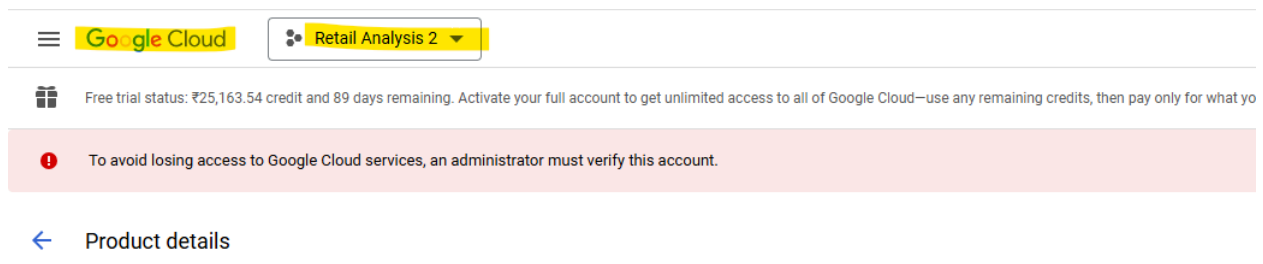 Google Cloud
Retail Analysis 2
Free trial status: ₹25,163.54 credit and 89 days remaining. Activate your full account to get unlimited access to all of Google Cloud—use any remaining credits, then pay only for what yo
To avoid losing access to Google Cloud services, an administrator must verify this account.
Product details